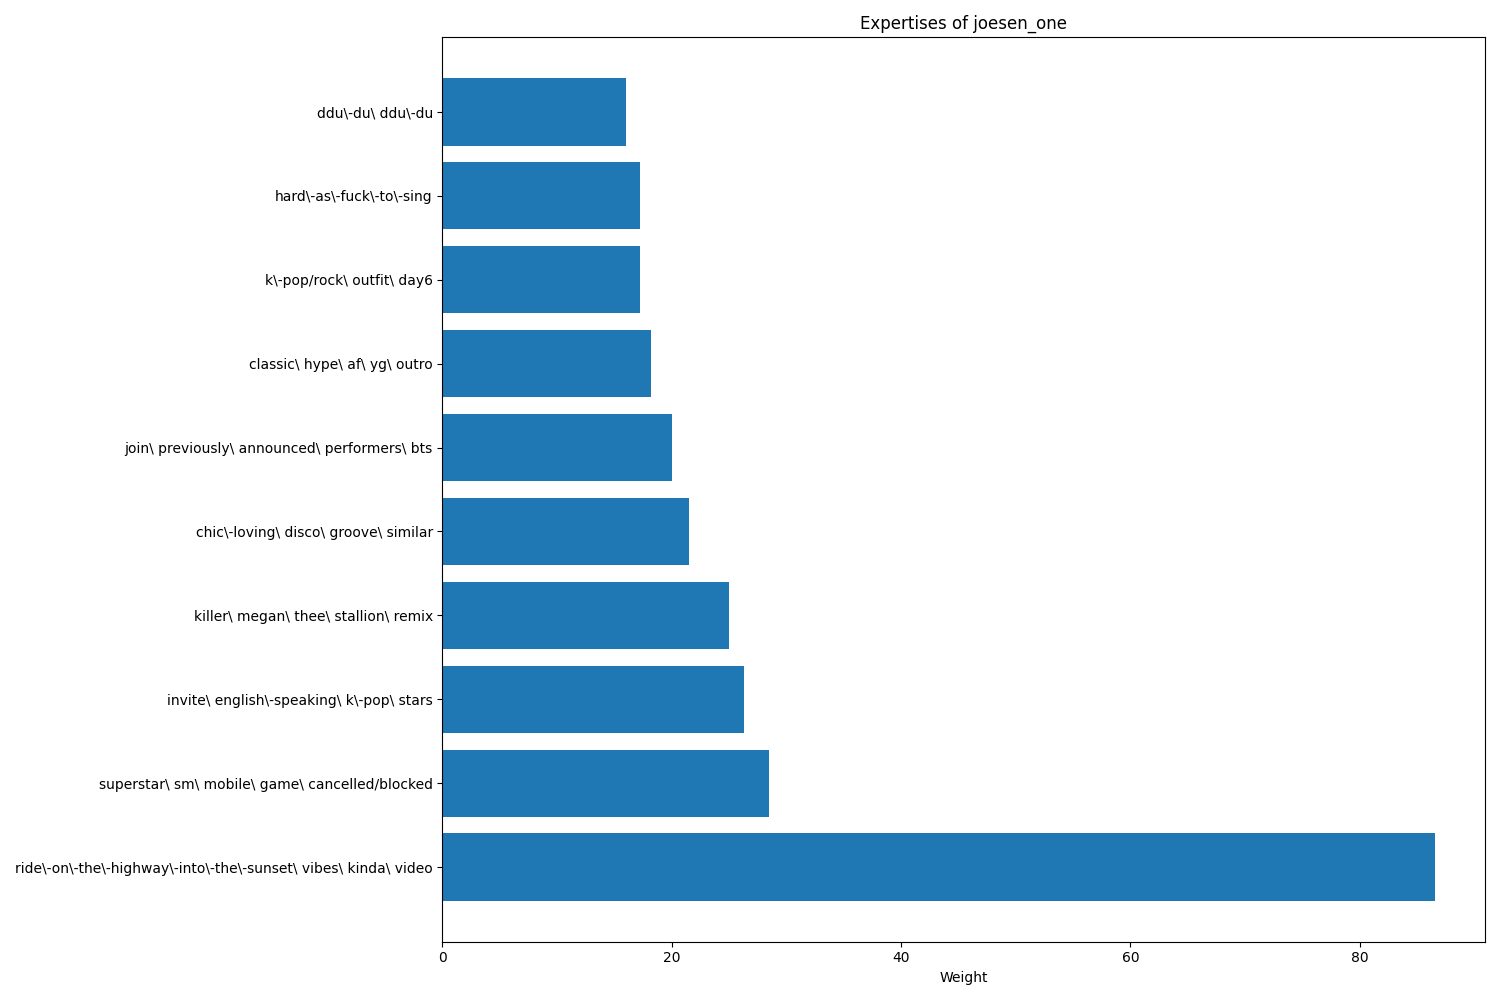 Expertises of joesen_one
ddu\-du\ ddu\-du
hard\-as\-fuck\-to\-sing
k\-pop/rock\ outfit\ day6
classic\ hype\ af\ yg\ outro
join\ previously\ announced\ performers\ bts
chic\-loving\ disco\ groove\ similar
killer\ megan\ thee\ stallion\ remix
invite\ english\-speaking\ k\-pop\ stars
superstar\ sm\ mobile\ game\ cancelled/blocked
ride\-on\-the\-highway\-into\-the\-sunset\ vibes\ kinda\ video
0 20 40 60 80
Weight